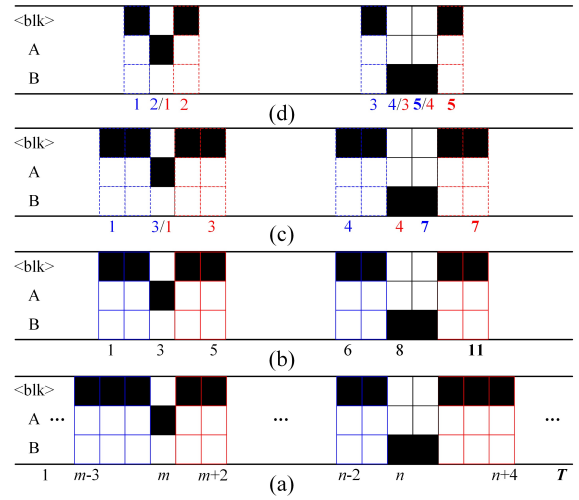 <blk>
A
B
1 2/1 2 3 4/3 5/4 5
(d)
<blk>
A
B
1 3/1 3 4 4 7 7
(c)
<blk>
A
B
1 3 5 6 8 11
(b)
<blk>
A ... ... ...
B
1 m-3 m m+2 n-2 n n+4 T
(a)